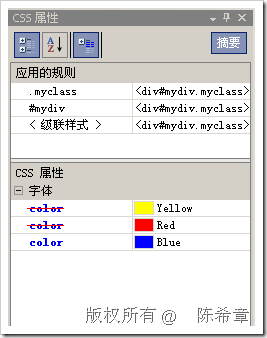 CSS 属性
A Z
摘要
应用的规则
.myclass <div#mydiv.myclass>
#mydiv <div#mydiv.myclass>
< 级联样式 > <div#mydiv.myclass>
CSS 属性
字体
color Yellow
color Red
color Blue
版权所有@ 陈希章